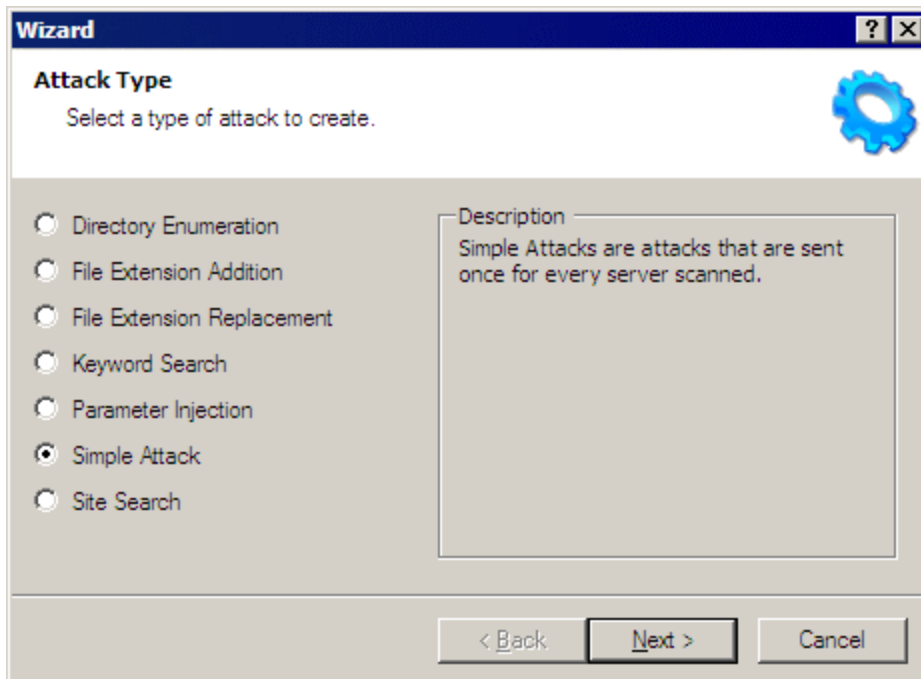 Wizard
Attack Type
Select a type of attack to create.
Directory Enumeration
File Extension Addition
File Extension Replacement
Keyword Search
Parameter Injection
Simple Attack
Site Search
Description
Simple Attacks are attacks that are sent
once for every server scanned.
< Back
Next >
Cancel